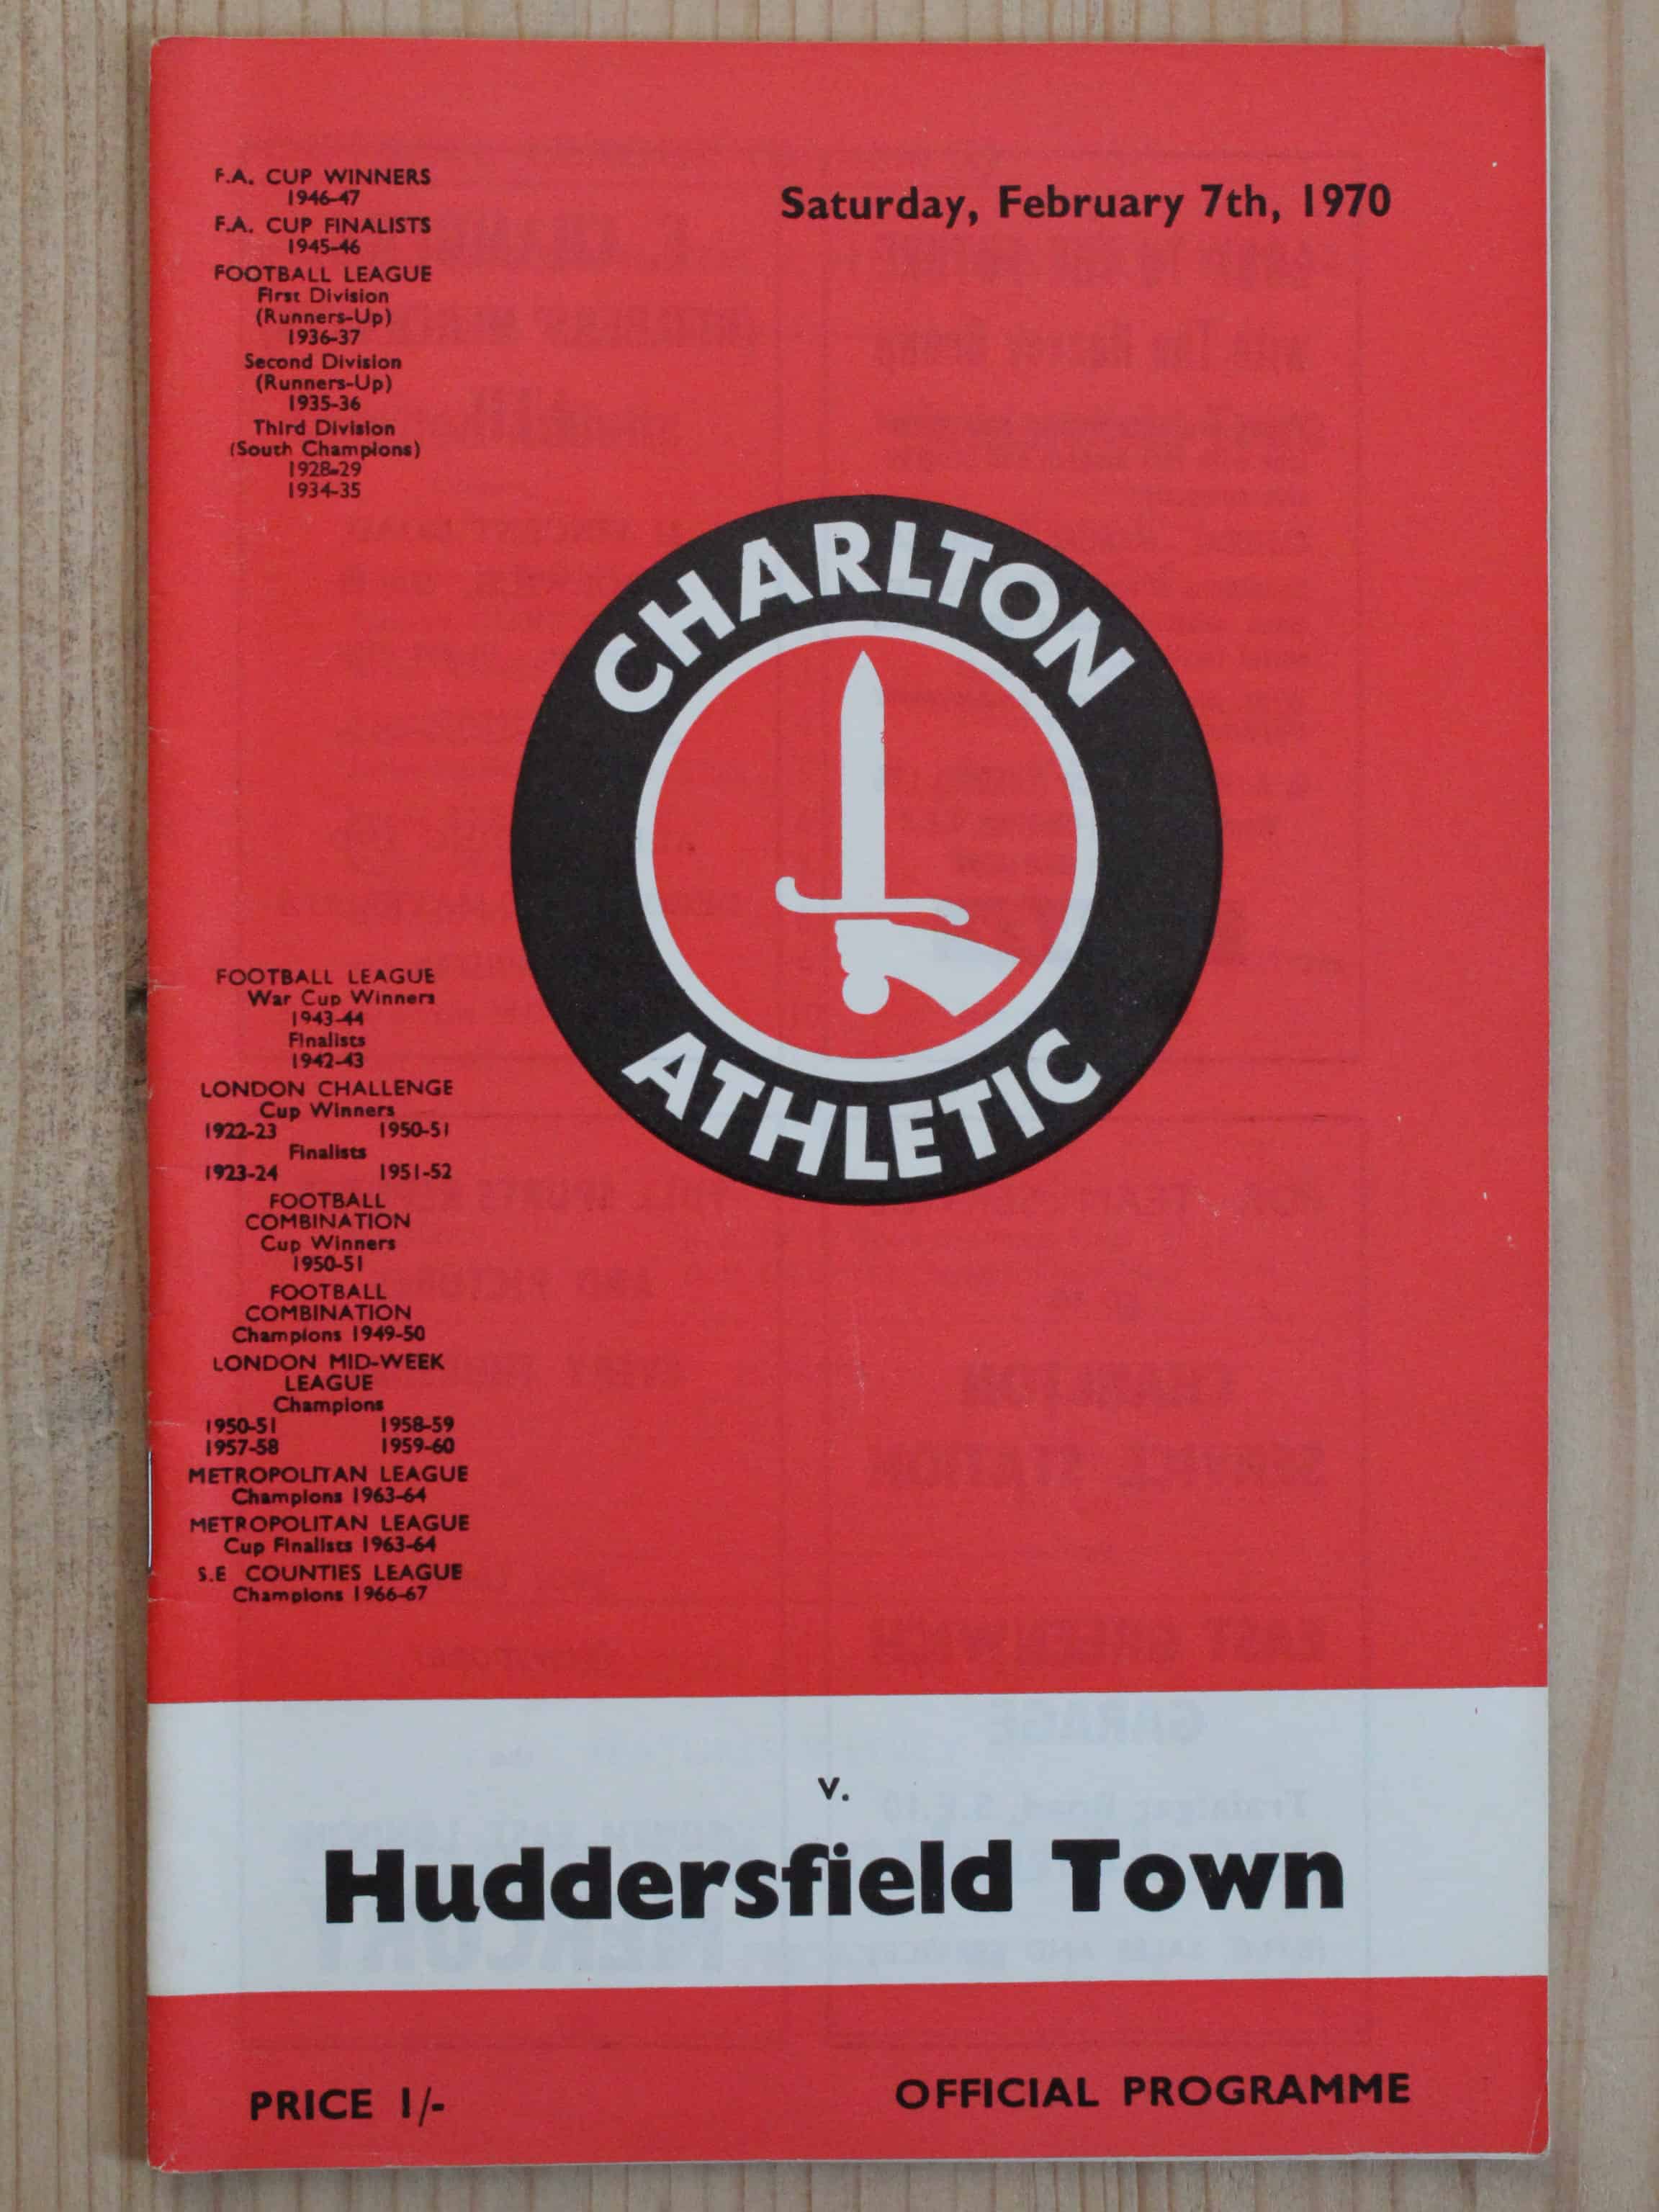 F.A. CUP WINNERS
1946-47
F.A. CUP FINALISTS
1945-46
FOOTBALL LEAGUE
First Division
(Runners-Up)
1936-37
Second Division
(Runners-Up)
1935-36
Third Division
(South Champions)
1928-29
1934-35
Saturday, February 7th, 1970
CHARLTON
ATHLETIC
FOOTBALL LEAGUE
War Cup Winners
1943-44
Finalists
1942-43
LONDON CHALLENGE
Cup Winners
1922-23 1950-51
Finalists
1923-24 1951-52
FOOTBALL
COMBINATION
Cup Winners
1950-51
FOOTBALL
COMBINATION
Champions 1949-50
LONDON MID-WEEK
LEAGUE
Champions
1950-51 1958-59
1957-58 1959-60
METROPOLITAN LEAGUE
Champions 1963-64
METROPOLITAN LEAGUE
Cup Finalists 1963-64
S.E COUNTIES LEAGUE
Champions 1966-67
v.
Huddersfield Town
PRICE 1/-
OFFICIAL PROGRAMME